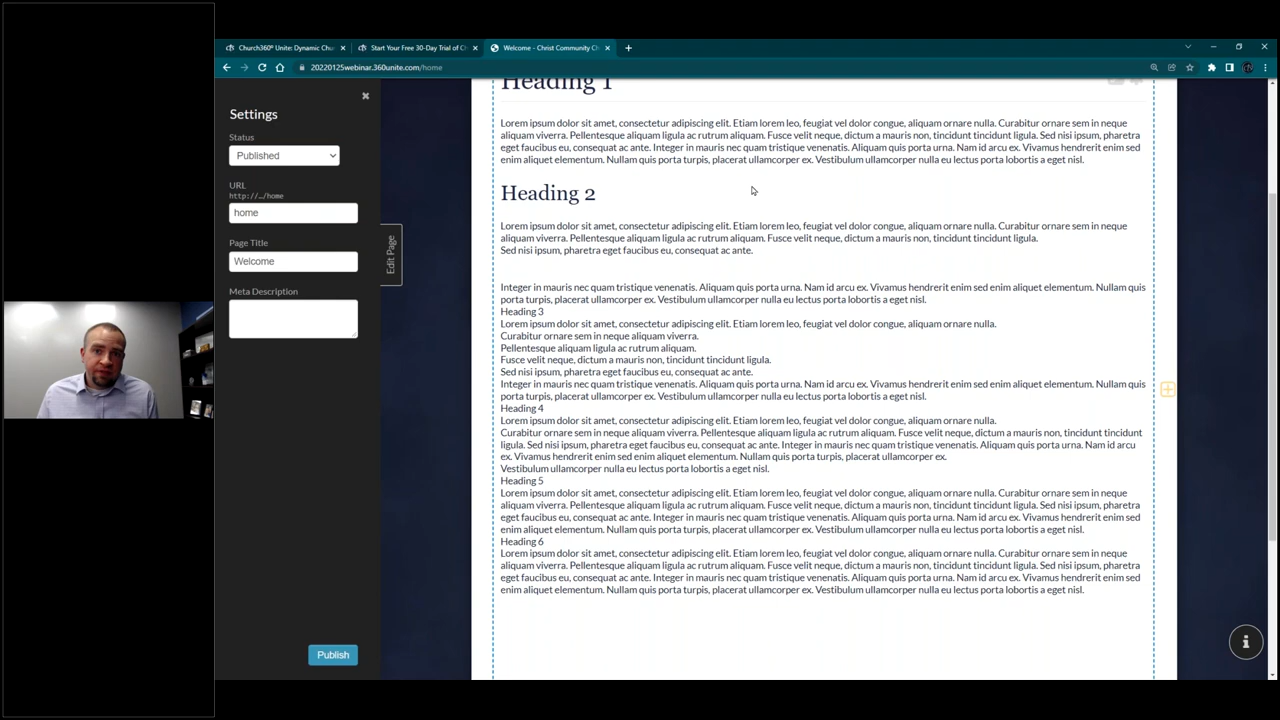 Church360° Unite: Dynamic Chu
Start Your Free 30-Day Trial of C
Welcome - Christ Community Ch
20220125webinar.360unite.com/home
Settings
Status
Published
URL
http://.../home
home
Page Title
Welcome
Meta Description
Publish
Edit Page
Heading 1
Lorem ipsum dolor sit amet, consectetur adipiscing elit. Etiam lorem leo, feugiat vel dolor congue, aliquam ornare nulla. Curabitur ornare sem in neque
aliquam viverra. Pellentesque aliquam ligula ac rutrum aliquam. Fusce velit neque, dictum a mauris non, tincidunt tincidunt ligula. Sed nisi ipsum, pharetra
eget faucibus eu, consequat ac ante. Integer in mauris nec quam tristique venenatis. Aliquam quis porta urna. Nam id arcu ex. Vivamus hendrerit enim sed
enim aliquet elementum. Nullam quis porta turpis, placerat ullamcorper ex. Vestibulum ullamcorper nulla eu lectus porta lobortis a eget nisl.
Heading 2
Lorem ipsum dolor sit amet, consectetur adipiscing elit. Etiam lorem leo, feugiat vel dolor congue, aliquam ornare nulla. Curabitur ornare sem in neque
aliquam viverra. Pellentesque aliquam ligula ac rutrum aliquam. Fusce velit neque, dictum a mauris non, tincidunt tincidunt ligula.
Sed nisi ipsum, pharetra eget faucibus eu, consequat ac ante.
Integer in mauris nec quam tristique venenatis. Aliquam quis porta urna. Nam id arcu ex. Vivamus hendrerit enim sed enim aliquet elementum. Nullam quis
porta turpis, placerat ullamcorper ex. Vestibulum ullamcorper nulla eu lectus porta lobortis a eget nisl.
Heading 3
Lorem ipsum dolor sit amet, consectetur adipiscing elit. Etiam lorem leo, feugiat vel dolor congue, aliquam ornare nulla.
Curabitur ornare sem in neque aliquam viverra.
Pellentesque aliquam ligula ac rutrum aliquam.
Fusce velit neque, dictum a mauris non, tincidunt tincidunt ligula.
Sed nisi ipsum, pharetra eget faucibus eu, consequat ac ante.
Integer in mauris nec quam tristique venenatis. Aliquam quis porta urna. Nam id arcu ex. Vivamus hendrerit enim sed enim aliquet elementum. Nullam quis
porta turpis, placerat ullamcorper ex. Vestibulum ullamcorper nulla eu lectus porta lobortis a eget nisl.
Heading 4
Lorem ipsum dolor sit amet, consectetur adipiscing elit. Etiam lorem leo, feugiat vel dolor congue, aliquam ornare nulla.
Curabitur ornare sem in neque aliquam viverra. Pellentesque aliquam ligula ac rutrum aliquam. Fusce velit neque, dictum a mauris non, tincidunt tincidunt
ligula. Sed nisi ipsum, pharetra eget faucibus eu, consequat ac ante. Integer in mauris nec quam tristique venenatis. Aliquam quis porta urna. Nam id arcu
ex. Vivamus hendrerit enim sed enim aliquet elementum. Nullam quis porta turpis, placerat ullamcorper ex.
Vestibulum ullamcorper nulla eu lectus porta lobortis a eget nisl.
Heading 5
Lorem ipsum dolor sit amet, consectetur adipiscing elit. Etiam lorem leo, feugiat vel dolor congue, aliquam ornare nulla. Curabitur ornare sem in neque
aliquam viverra. Pellentesque aliquam ligula ac rutrum aliquam. Fusce velit neque, dictum a mauris non, tincidunt tincidunt ligula. Sed nisi ipsum, pharetra
eget faucibus eu, consequat ac ante. Integer in mauris nec quam tristique venenatis. Aliquam quis porta urna. Nam id arcu ex. Vivamus hendrerit enim sed
enim aliquet elementum. Nullam quis porta turpis, placerat ullamcorper ex. Vestibulum ullamcorper nulla eu lectus porta lobortis a eget nisl.
Heading 6
Lorem ipsum dolor sit amet, consectetur adipiscing elit. Etiam lorem leo, feugiat vel dolor congue, aliquam ornare nulla. Curabitur ornare sem in neque
aliquam viverra. Pellentesque aliquam ligula ac rutrum aliquam. Fusce velit neque, dictum a mauris non, tincidunt tincidunt ligula. Sed nisi ipsum, pharetra
eget faucibus eu, consequat ac ante. Integer in mauris nec quam tristique venenatis. Aliquam quis porta urna. Nam id arcu ex. Vivamus hendrerit enim sed
enim aliquet elementum. Nullam quis porta turpis, placerat ullamcorper ex. Vestibulum ullamcorper nulla eu lectus porta lobortis a eget nisl.